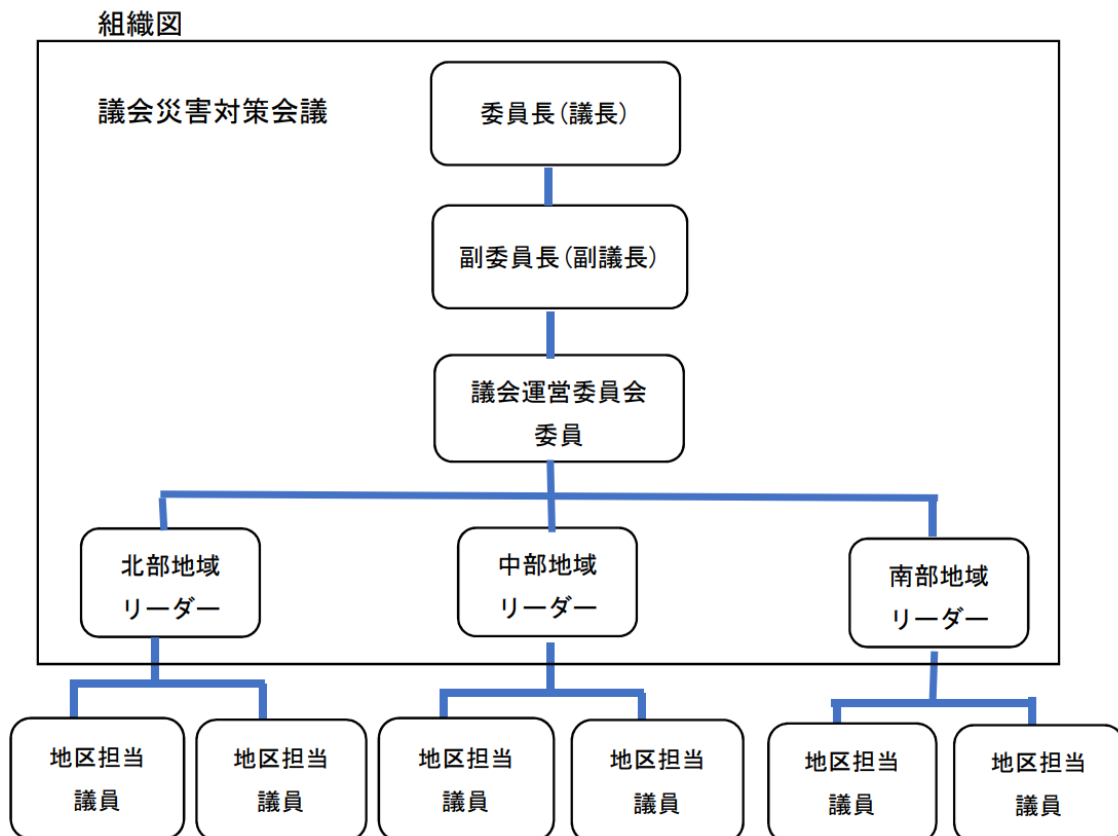 組織図
議会災害対策会議
委員長(議長)
副委員長(副議長)
議会運営委員会
委員
北部地域
リーダー
中部地域
リーダー
南部地域
リーダー
地区担当
議員
地区担当
議員
地区担当
議員
地区担当
議員
地区担当
議員
地区担当
議員